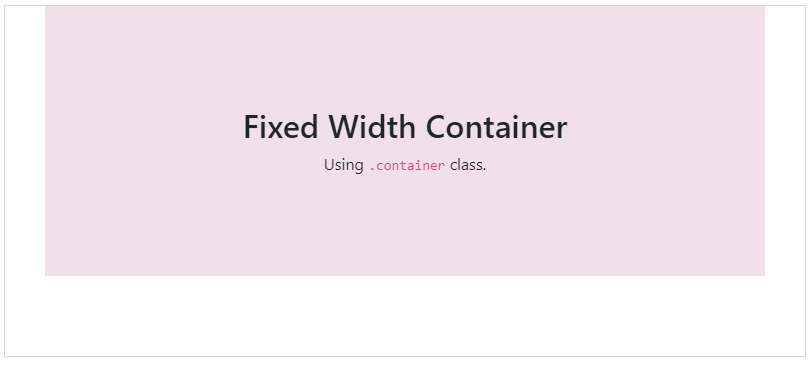 Fixed Width Container
Using .container class.